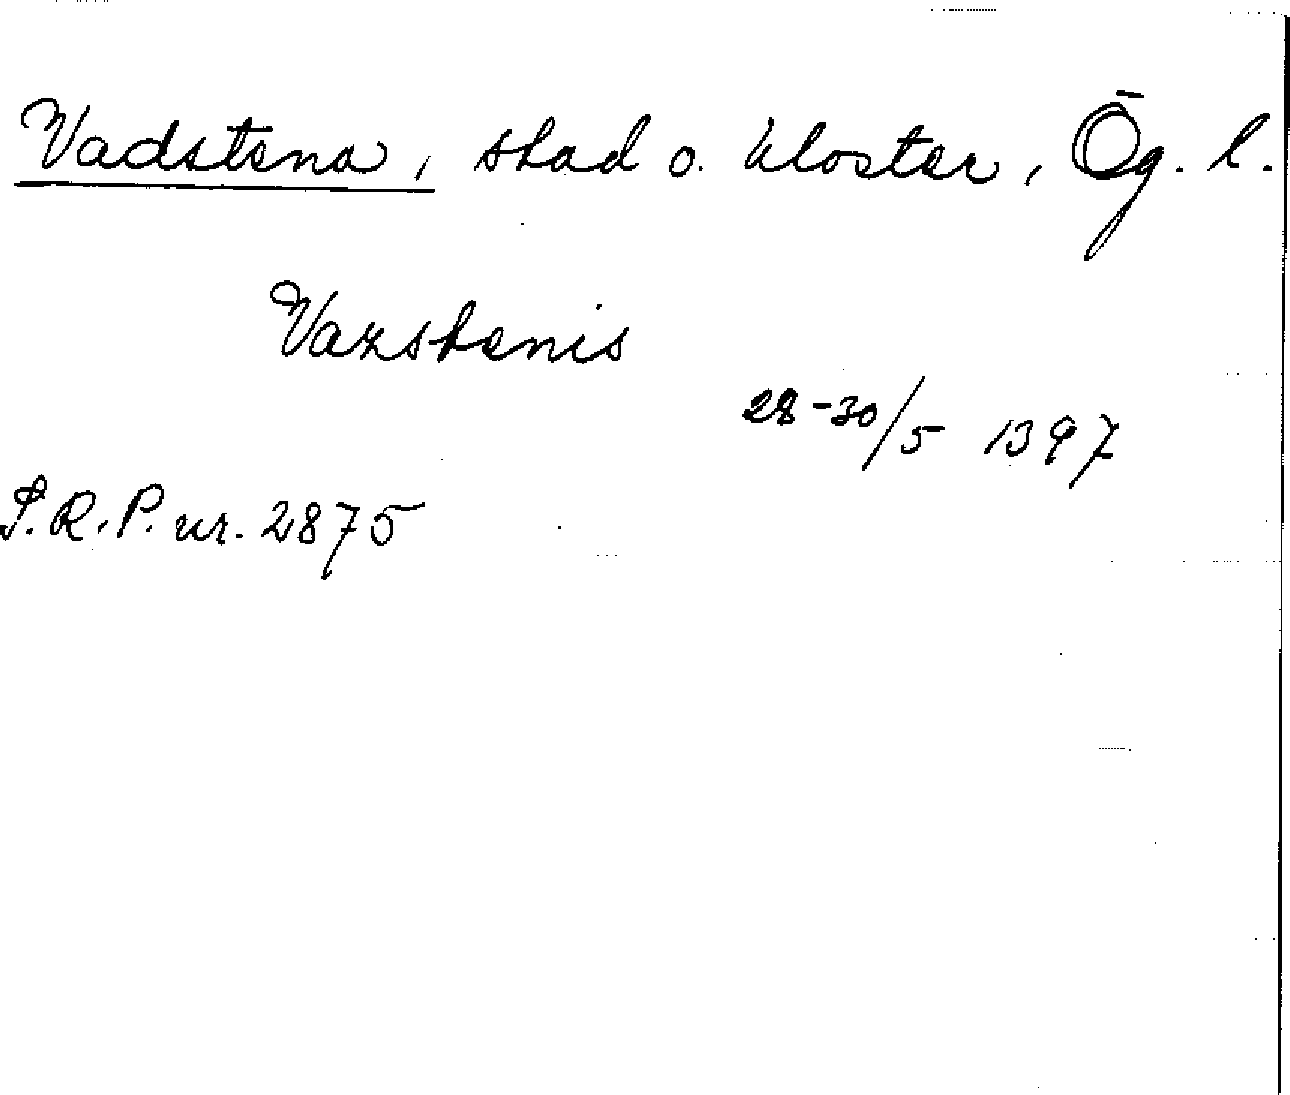 Vadstena, stad o. kloster, Ög. l.
Vazstenis
28-30/5 1397
S.R.P. nr. 2875